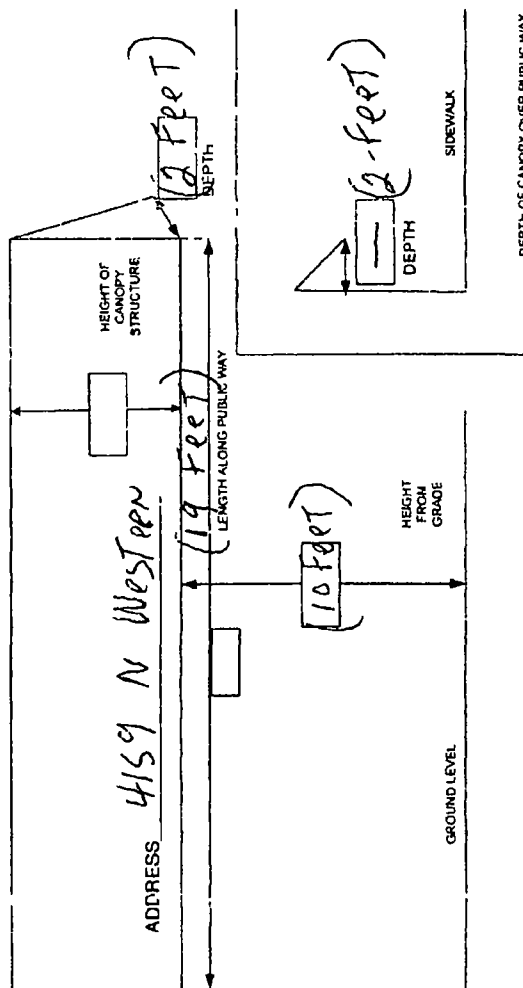 ADDRESS 4159 N Western
HEIGHT OF
CANOPY
STRUCTURE
(2 Feet)
DEPTH
(19 Feet)
LENGTH ALONG PUBLIC WAY
(10 Feet)
HEIGHT
FROM
GRADE
GROUND LEVEL
— (2-Feet)
DEPTH
SIDEWALK
DEPTH OF CANOPY OVER PUBLIC WAY